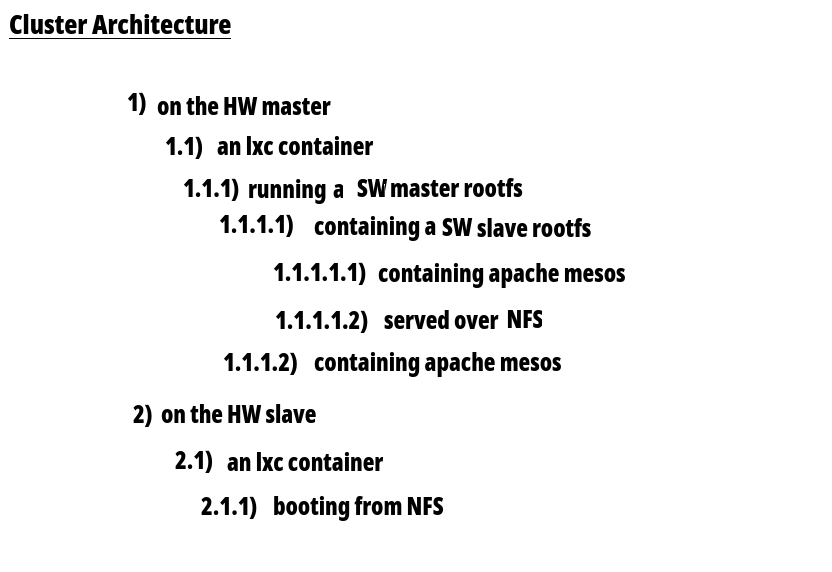 Cluster Architecture
1) on the HW master
1.1) an lxc container
1.1.1) running a SW master rootfs
1.1.1.1) containing a SW slave rootfs
1.1.1.1.1) containing apache mesos
1.1.1.1.2) served over NFS
1.1.1.2) containing apache mesos
2) on the HW slave
2.1) an lxc container
2.1.1) booting from NFS